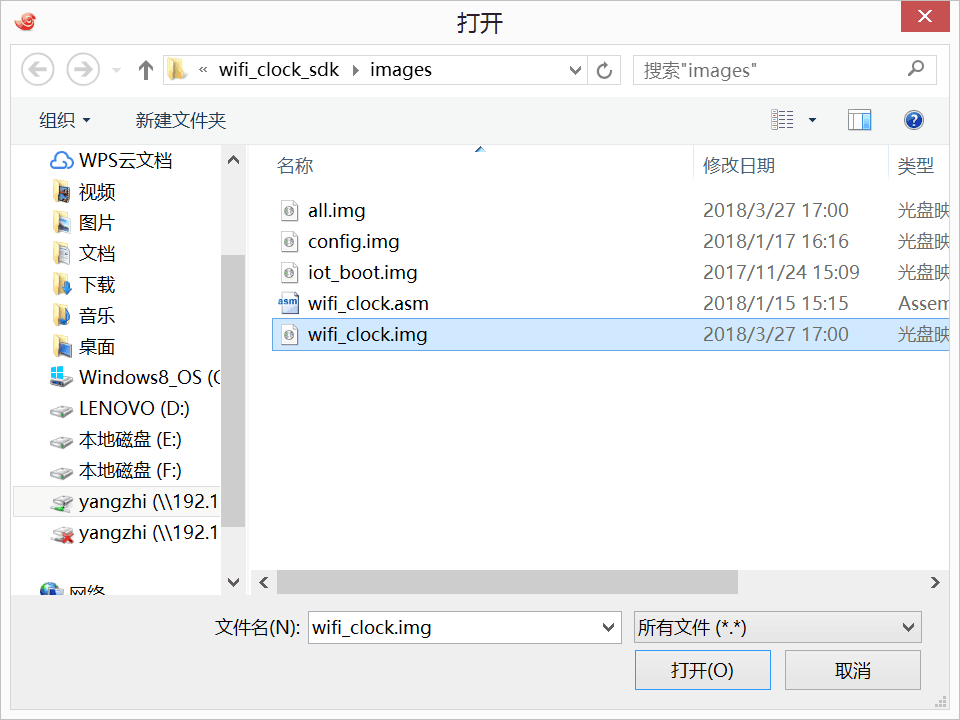 打开
« wifi_clock_sdk images
搜索"images"
组织 新建文件夹
WPS云文档
视频
图片
文档
下载
音乐
桌面
Windows8_OS (C
LENOVO (D:)
本地磁盘 (E:)
本地磁盘 (F:)
yangzhi (\\192.1
yangzhi (\\192.1
网络
名称 修改日期 类型
all.img 2018/3/27 17:00 光盘映
config.img 2018/1/17 16:16 光盘映
iot_boot.img 2017/11/24 15:09 光盘映
asm wifi_clock.asm 2018/1/15 15:15 Assem
wifi_clock.img 2018/3/27 17:00 光盘映
文件名(N): wifi_clock.img 所有文件 (*.*)
打开(O) 取消